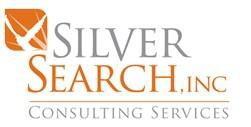 SILVER
SEARCH, INC
CONSULTING SERVICES